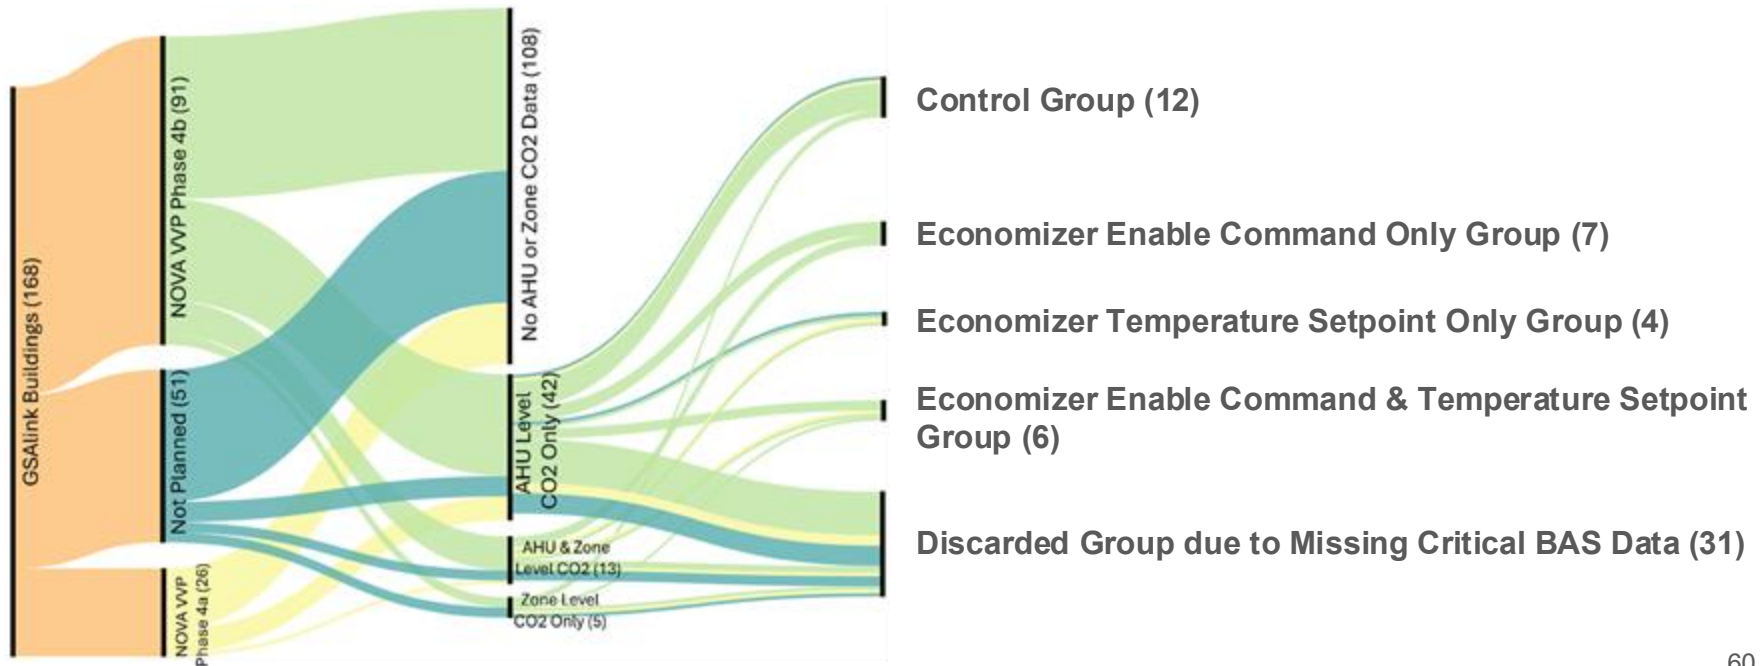 GSAlink Buildings (168)
NOVA VVP Phase 4b (91)
Not Planned (51)
NOVA VVP
Phase 4a (26)
No AHU or Zone CO2 Data (108)
AHU Level
CO2 Only (42)
AHU & Zone
Level CO2 (13)
Zone Level
CO2 Only (5)
Control Group (12)
Economizer Enable Command Only Group (7)
Economizer Temperature Setpoint Only Group (4)
Economizer Enable Command & Temperature Setpoint
Group (6)
Discarded Group due to Missing Critical BAS Data (31)
60